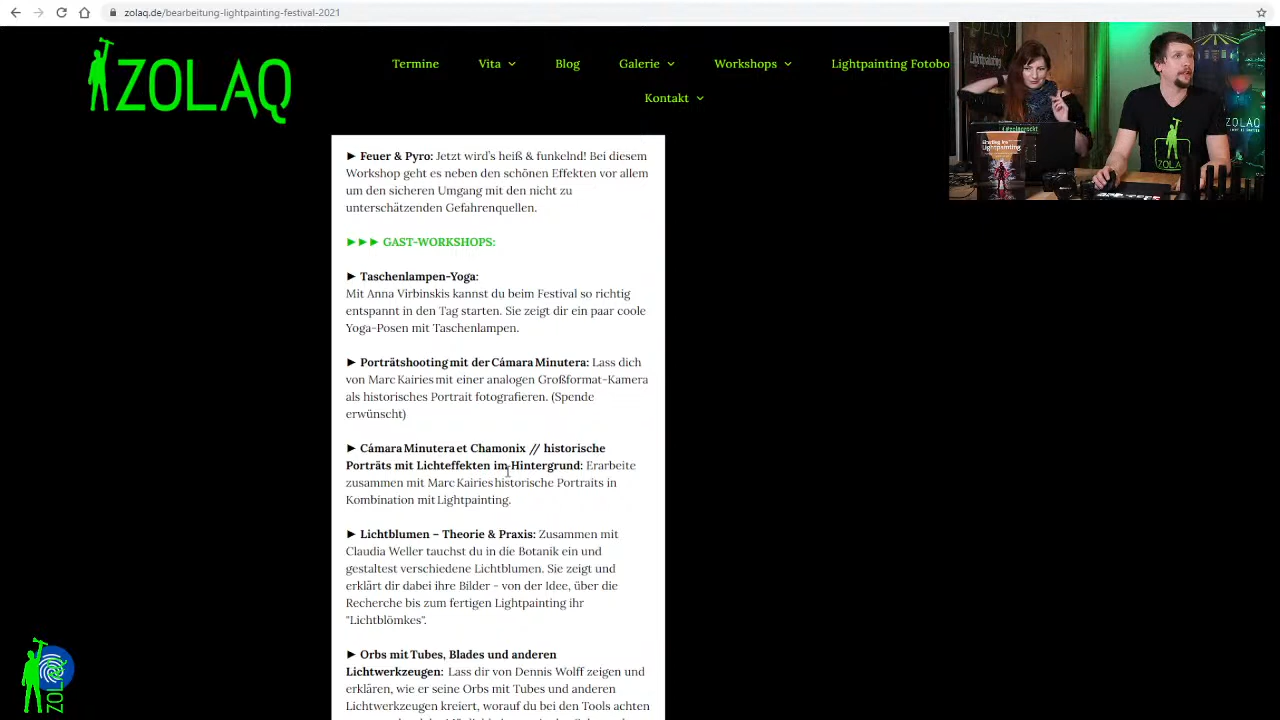 zolaq.de/bearbeitung-lightpainting-festival-2021
ZOLAQ
Termine
Vita
Blog
Galerie
Workshops
Lightpainting Fotobo
Kontakt
► Feuer & Pyro: Jetzt wird's heiß & funkelnd! Bei diesem
Workshop geht es neben den schönen Effekten vor allem
um den sicheren Umgang mit den nicht zu
unterschätzenden Gefahrenquellen.
►►► GAST-WORKSHOPS:
► Taschenlampen-Yoga:
Mit Anna Virbinskis kannst du beim Festival so richtig
entspannt in den Tag starten. Sie zeigt dir ein paar coole
Yoga-Posen mit Taschenlampen.
► Porträtshooting mit der Cámara Minutera: Lass dich
von Marc Kairies mit einer analogen Großformat-Kamera
als historisches Portrait fotografieren. (Spende
erwünscht)
► Cámara Minutera et Chamonix // historische
Porträts mit Lichteffekten im Hintergrund: Erarbeite
zusammen mit Marc Kairies historische Portraits in
Kombination mit Lightpainting.
► Lichtblumen – Theorie & Praxis: Zusammen mit
Claudia Weller tauchst du in die Botanik ein und
gestaltest verschiedene Lichtblumen. Sie zeigt und
erklärt dir dabei ihre Bilder - von der Idee, über die
Recherche bis zum fertigen Lightpainting ihr
"Lichtblömkes".
► Orbs mit Tubes, Blades und anderen
Lichtwerkzeugen: Lass dir von Dennis Wolff zeigen und
erklären, wie er seine Orbs mit Tubes und anderen
Lichtwerkzeugen kreiert, worauf du bei den Tools achten
ZOLAQ
ZOLAQ
Lightpainting
ZOLAQ